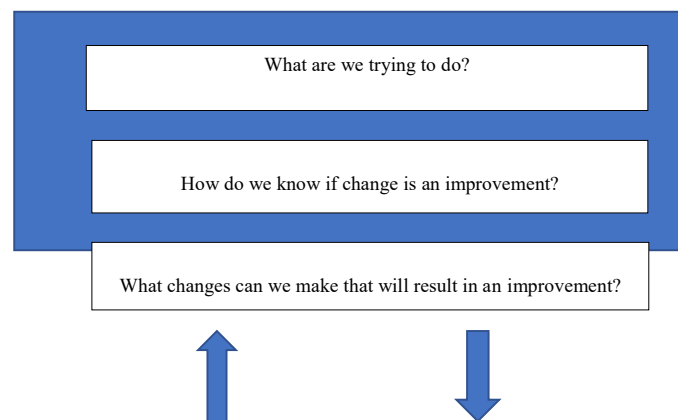 What are we trying to do?
How do we know if change is an improvement?
What changes can we make that will result in an improvement?